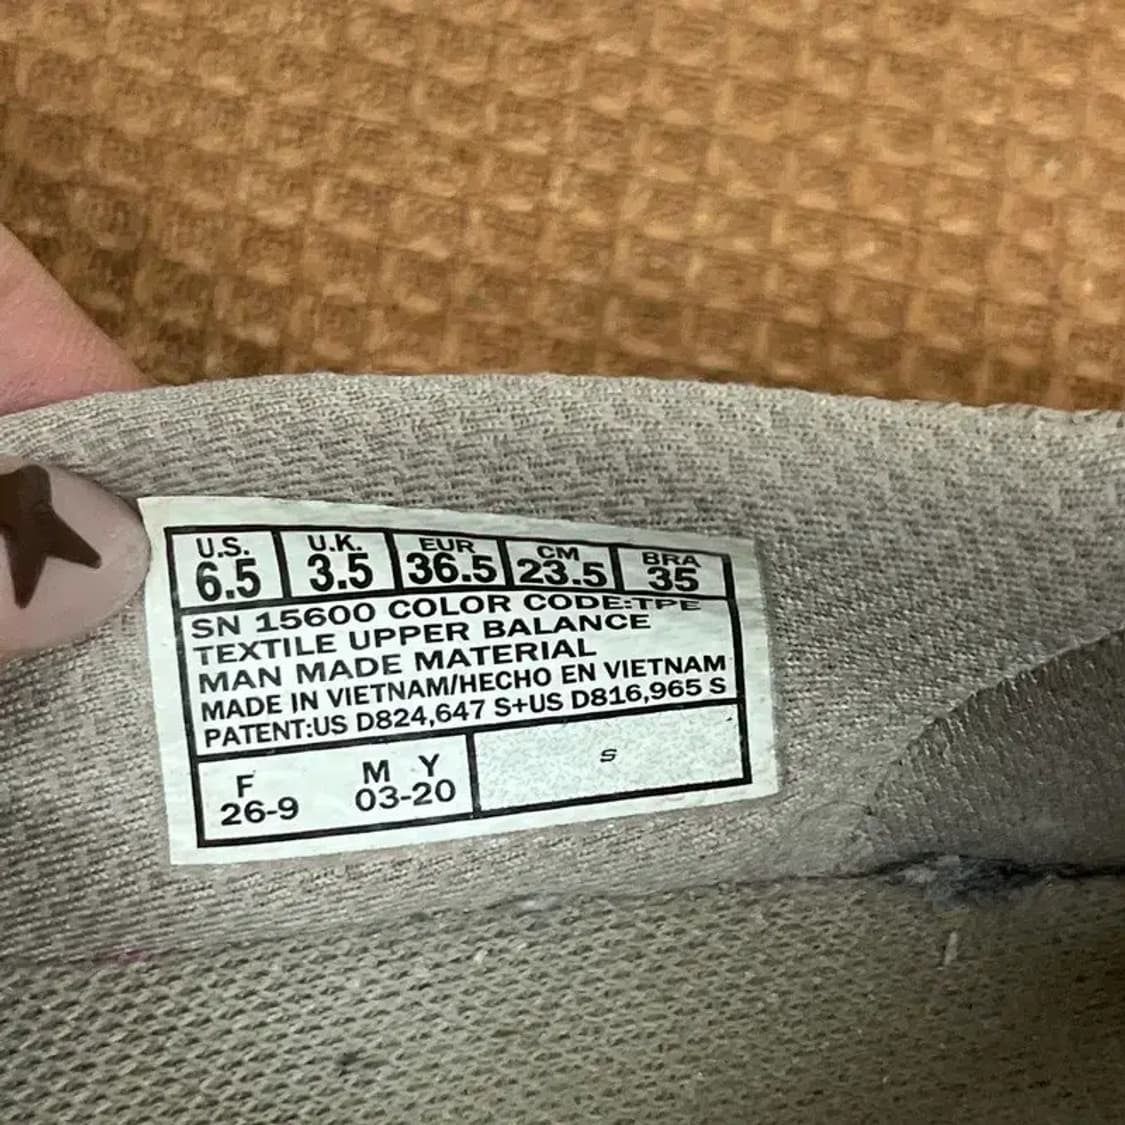 U.S. U.K. EUR CM BRA
6.5 3.5 36.5 23.5 35
SN 15600 COLOR CODE:TPE
TEXTILE UPPER BALANCE
MAN MADE MATERIAL
MADE IN VIETNAM/HECHO EN VIETNAM
PATENT:US D824,647 S+US D816,965 S
F M Y
26-9 03-20
S